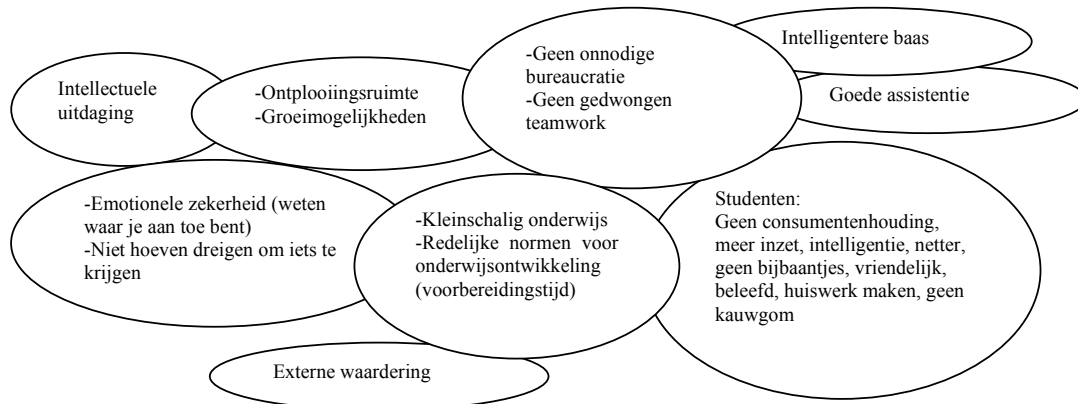 Intellectuele
uitdaging
-Ontplooiingsruimte
-Groeimogelijkheden
-Geen onnodige
bureaucratie
-Geen gedwongen
teamwork
Intelligentere baas
Goede assistentie
-Emotionele zekerheid (weten
waar je aan toe bent)
-Niet hoeven dreigen om iets te
krijgen
-Kleinschalig onderwijs
-Redelijke normen voor
onderwijsontwikkeling
(voorbereidingstijd)
Studenten:
Geen consumentenhouding,
meer inzet, intelligentie, netter,
geen bijbaantjes, vriendelijk,
beleefd, huiswerk maken, geen
kauwgom
Externe waardering